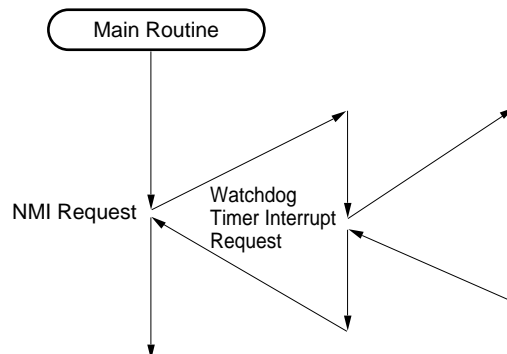 Main Routine
NMI Request
Watchdog
Timer Interrupt
Request